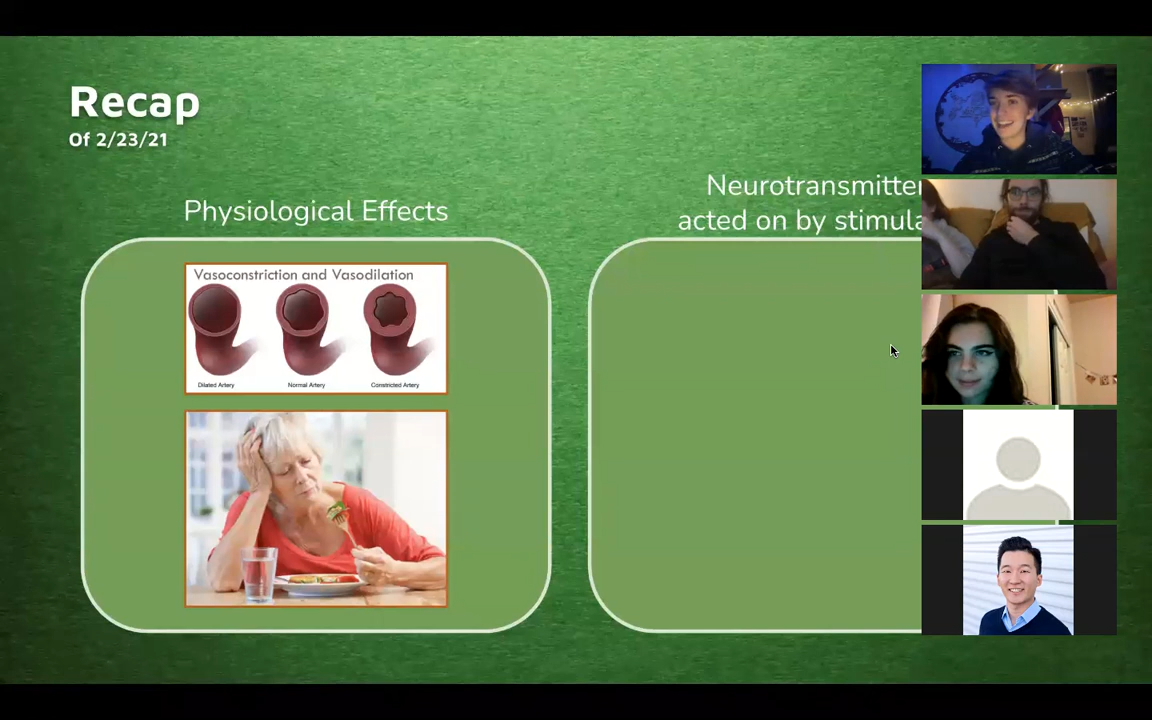 Recap
Of 2/23/21
Physiological Effects
Neurotransmitter
acted on by stimula
Vasoconstriction and Vasodilation
Dilated Artery
Normal Artery
Constricted Artery